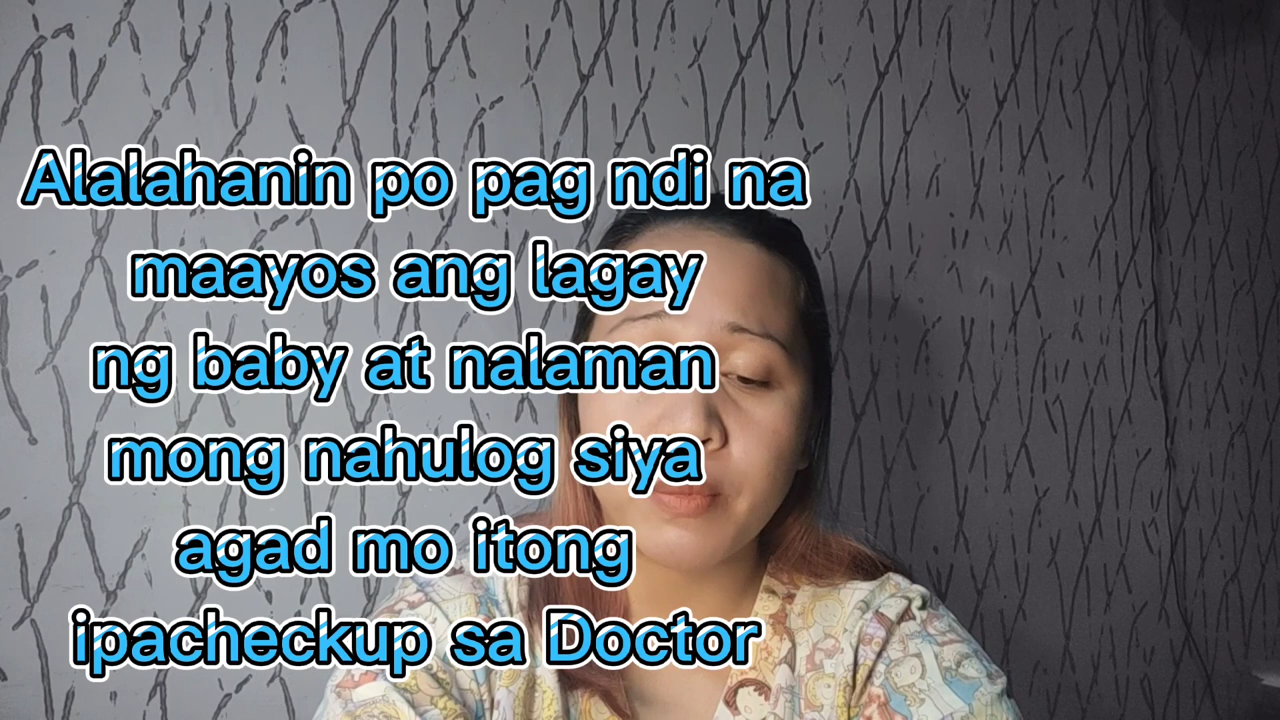 Alalahanin po pag ndi na
maayos ang lagay
ng baby at nalaman
mong nahulog siya
agad mo itong
ipacheckup sa Doctor